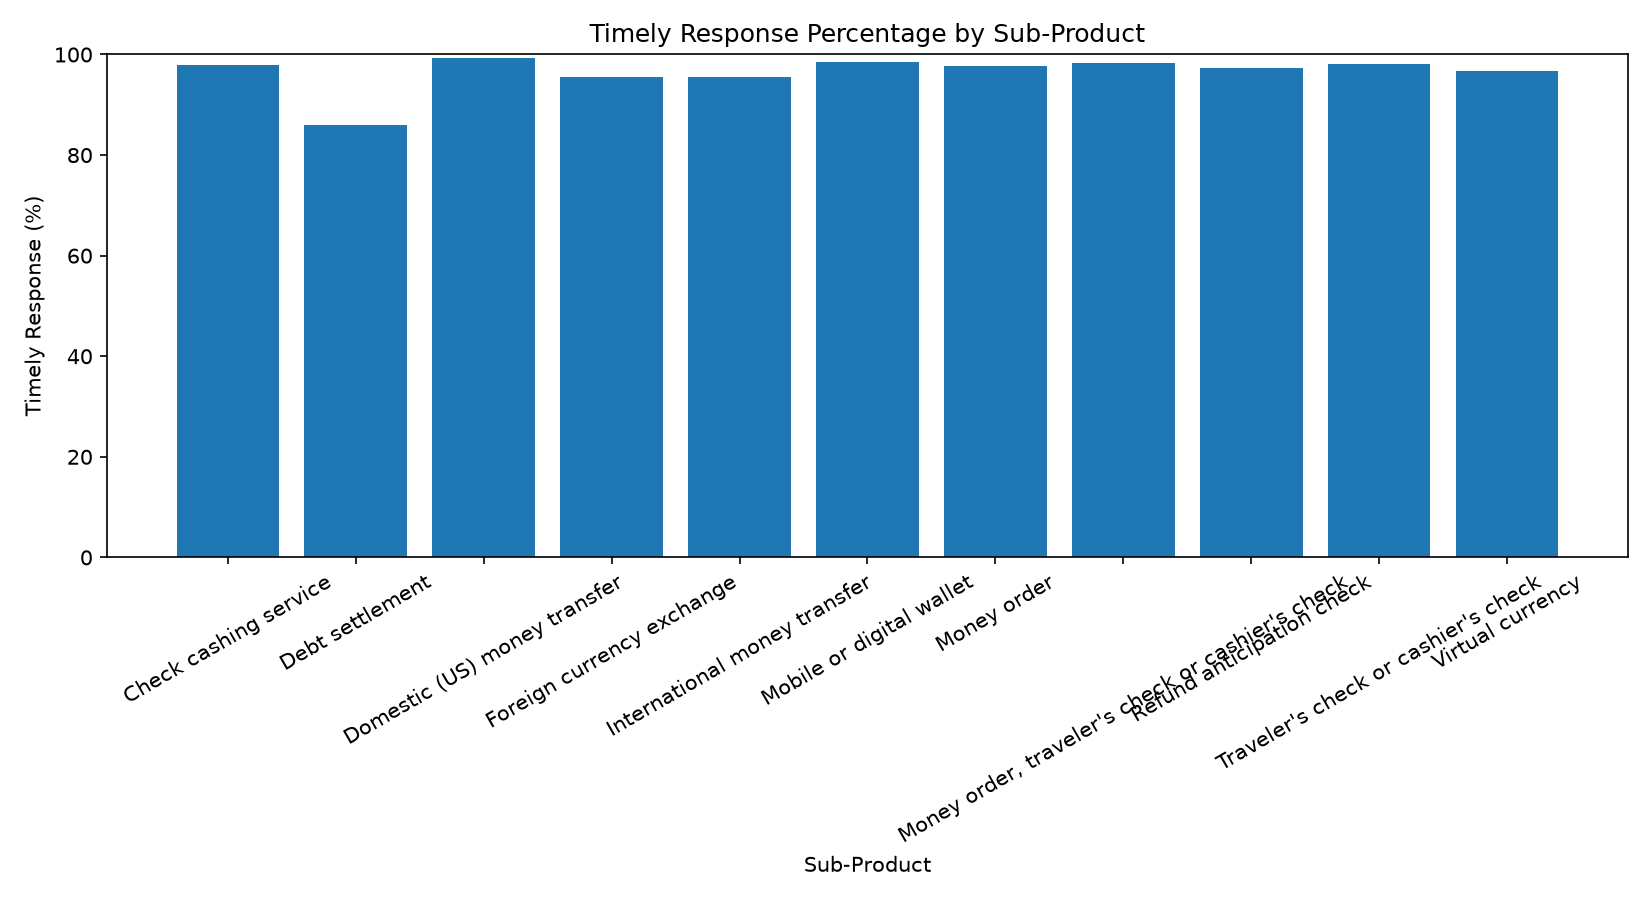 Timely Response Percentage by Sub-Product
Timely Response (%)
100
80
60
40
20
0
Check cashing service
Debt settlement
Domestic (US) money transfer
Foreign currency exchange
International money transfer
Mobile or digital wallet
Money order
Money order, traveler's check or cashier's check
Refund anticipation check
Traveler's check or cashier's check
Virtual currency
Sub-Product